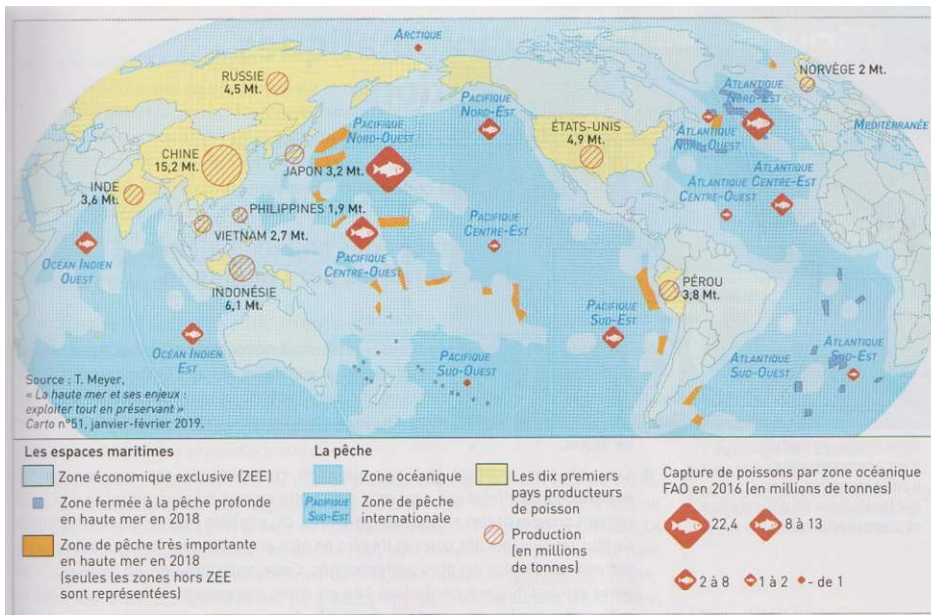 ARCTIQUE
RUSSIE
4,5 Mt.
NORVÈGE 2 Mt.
PACIFIQUE
NORD-EST
ATLANTIQUE
NORD-EST
PACIFIQUE
NORD-OUEST
ÉTATS-UNIS
4,9 Mt.
ATLANTIQUE
NORD-OUEST
MÉDITERRANÉE
CHINE
15,2 Mt.
JAPON 3,2 Mt.
INDE
3,6 Mt.
ATLANTIQUE
CENTRE-OUEST
ATLANTIQUE
CENTRE-EST
PHILIPPINES 1,9 Mt.
VIETNAM 2,7 Mt.
PACIFIQUE
CENTRE-EST
OCÉAN INDIEN
OUEST
PACIFIQUE
CENTRE-OUEST
INDONÉSIE
6,1 Mt.
PÉROU
3,8 Mt.
PACIFIQUE
SUD-EST
OCÉAN INDIEN
EST
PACIFIQUE
SUD-OUEST
ATLANTIQUE
SUD-OUEST
ATLANTIQUE
SUD-EST
Source : T. Meyer,
« La haute mer et ses enjeux :
exploiter tout en préservant »
Carto n°51, janvier-février 2019.
Les espaces maritimes
Zone économique exclusive (ZEE)
Zone fermée à la pêche profonde
en haute mer en 2018
Zone de pêche très importante
en haute mer en 2018
(seules les zones hors ZEE
sont représentées)
La pêche
Zone océanique
PACIFIQUE
SUD-EST
Zone de pêche
internationale
Les dix premiers
pays producteurs
de poisson
Production
(en millions
de tonnes)
Capture de poissons par zone océanique
FAO en 2016 (en millions de tonnes)
22,4
8 à 13
2 à 8
1 à 2
- de 1